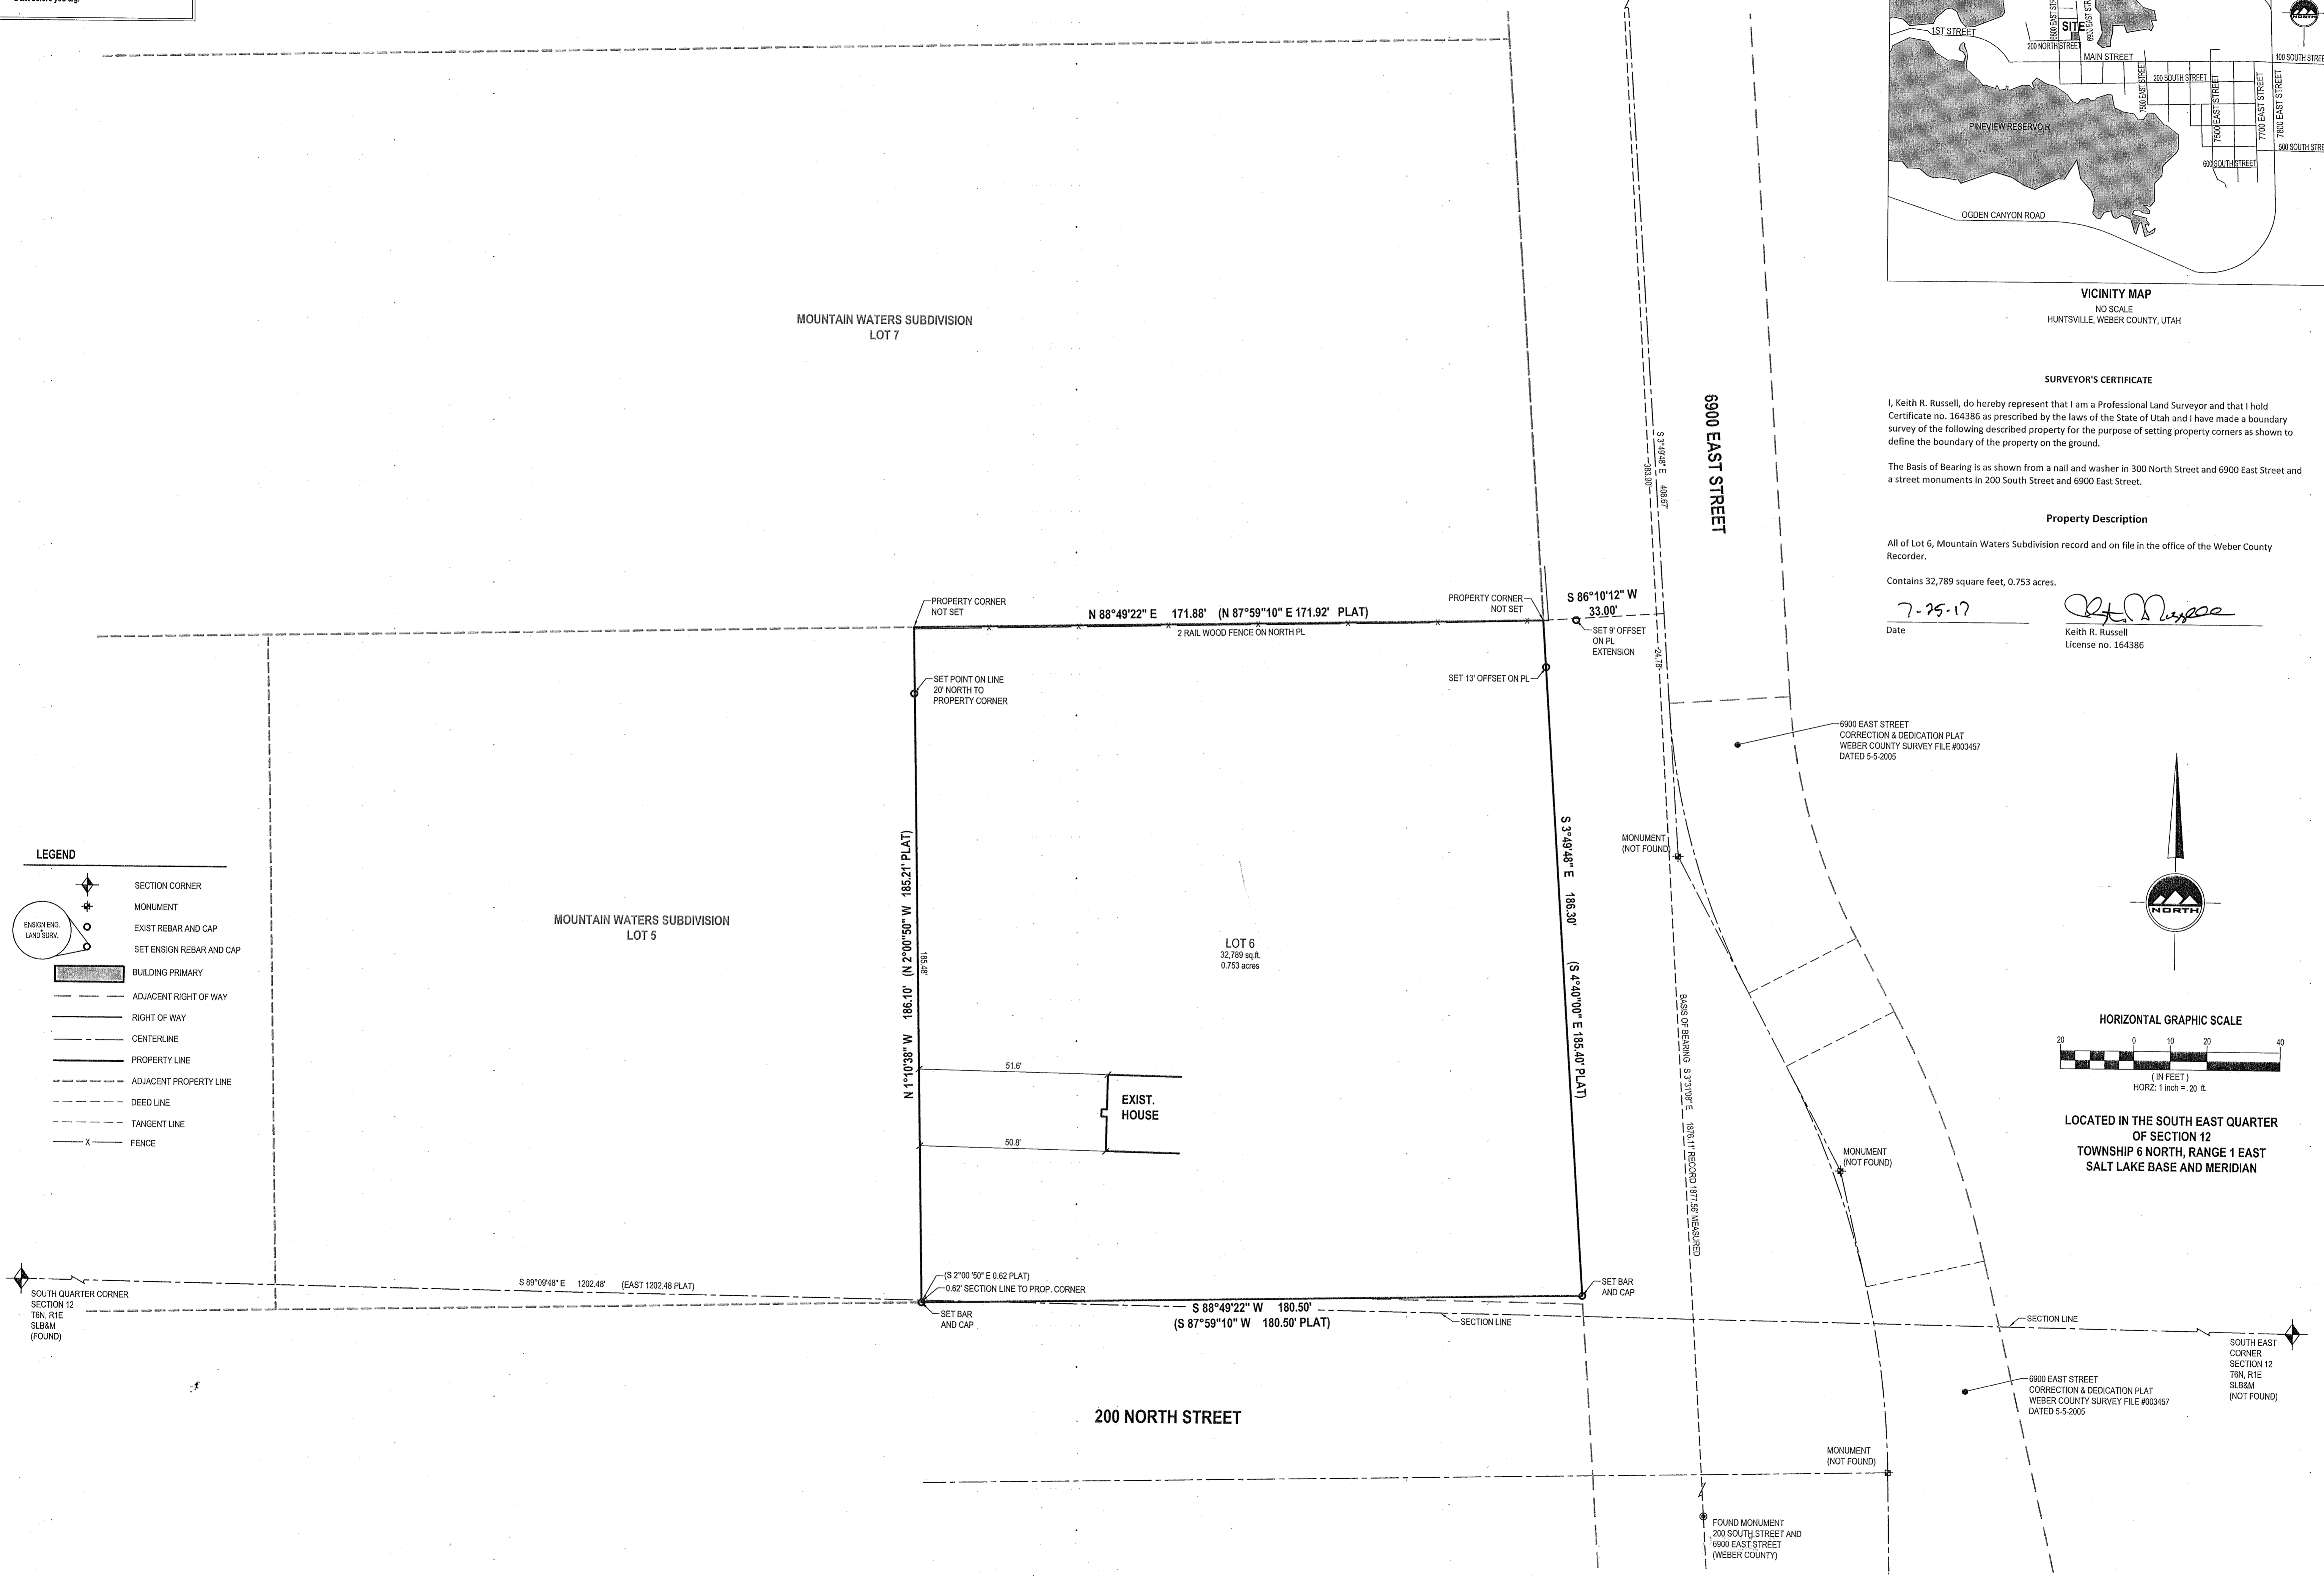 1ST STREET
6800 EAST STR
SITE
6900 EAST STR
200 NORTH STREET
MAIN STREET
100 SOUTH STREE
200 SOUTH STREET
7500 EAST STREET
7500 EAST STREET
7700 EAST STREET
7800 EAST STREET
PINEVIEW RESERVOIR
500 SOUTH STRE
600 SOUTH STREET
OGDEN CANYON ROAD
NORTH
VICINITY MAP
NO SCALE
HUNTSVILLE, WEBER COUNTY, UTAH
SURVEYOR'S CERTIFICATE
I, Keith R. Russell, do hereby represent that I am a Professional Land Surveyor and that I hold
Certificate no. 164386 as prescribed by the laws of the State of Utah and I have made a boundary
survey of the following described property for the purpose of setting property corners as shown to
define the boundary of the property on the ground.
The Basis of Bearing is as shown from a nail and washer in 300 North Street and 6900 East Street and
a street monuments in 200 South Street and 6900 East Street.
Property Description
All of Lot 6, Mountain Waters Subdivision record and on file in the office of the Weber County
Recorder.
Contains 32,789 square feet, 0.753 acres.
7-25-17
Date
Keith R. Russell
License no. 164386
MOUNTAIN WATERS SUBDIVISION
LOT 7
6900 EAST STREET
S 3°49'48" E 408.67'
383.90'
24.78'
PROPERTY CORNER
NOT SET
N 88°49'22" E 171.88' (N 87°59"10" E 171.92' PLAT)
2 RAIL WOOD FENCE ON NORTH PL
PROPERTY CORNER
NOT SET
S 86°10'12" W
33.00'
SET 9' OFFSET
ON PL
EXTENSION
SET POINT ON LINE
20' NORTH TO
PROPERTY CORNER
SET 13' OFFSET ON PL
6900 EAST STREET
CORRECTION & DEDICATION PLAT
WEBER COUNTY SURVEY FILE #003457
DATED 5-5-2005
MONUMENT
(NOT FOUND)
N 1°10'38" W 186.10' (N 2°00"50" W 185.21' PLAT)
185.48'
S 3°49'48" E 186.30' (S 4°40"00" E 185.40' PLAT)
MOUNTAIN WATERS SUBDIVISION
LOT 5
LOT 6
32,789 sq.ft.
0.753 acres
51.6'
EXIST.
HOUSE
50.8'
BASIS OF BEARING S 3°31'08" E 1876.11' RECORD 1877.56' MEASURED
MONUMENT
(NOT FOUND)
LEGEND
SECTION CORNER
MONUMENT
EXIST REBAR AND CAP
SET ENSIGN REBAR AND CAP
ENSIGN ENG.
LAND SURV.
BUILDING PRIMARY
ADJACENT RIGHT OF WAY
RIGHT OF WAY
CENTERLINE
PROPERTY LINE
ADJACENT PROPERTY LINE
DEED LINE
TANGENT LINE
X FENCE
NORTH
HORIZONTAL GRAPHIC SCALE
20 0 10 20 40
( IN FEET )
HORZ: 1 inch = 20 ft.
LOCATED IN THE SOUTH EAST QUARTER
OF SECTION 12
TOWNSHIP 6 NORTH, RANGE 1 EAST
SALT LAKE BASE AND MERIDIAN
SOUTH QUARTER CORNER
SECTION 12
T6N, R1E
SLB&M
(FOUND)
S 89°09'48" E 1202.48' (EAST 1202.48 PLAT)
(S 2°00 '50" E 0.62 PLAT)
0.62' SECTION LINE TO PROP. CORNER
SET BAR
AND CAP
S 88°49'22" W 180.50'
(S 87°59"10" W 180.50' PLAT)
SET BAR
AND CAP
SECTION LINE
SECTION LINE
SOUTH EAST
CORNER
SECTION 12
T6N, R1E
SLB&M
(NOT FOUND)
6900 EAST STREET
CORRECTION & DEDICATION PLAT
WEBER COUNTY SURVEY FILE #003457
DATED 5-5-2005
200 NORTH STREET
MONUMENT
(NOT FOUND)
FOUND MONUMENT
200 SOUTH STREET AND
6900 EAST STREET
(WEBER COUNTY)